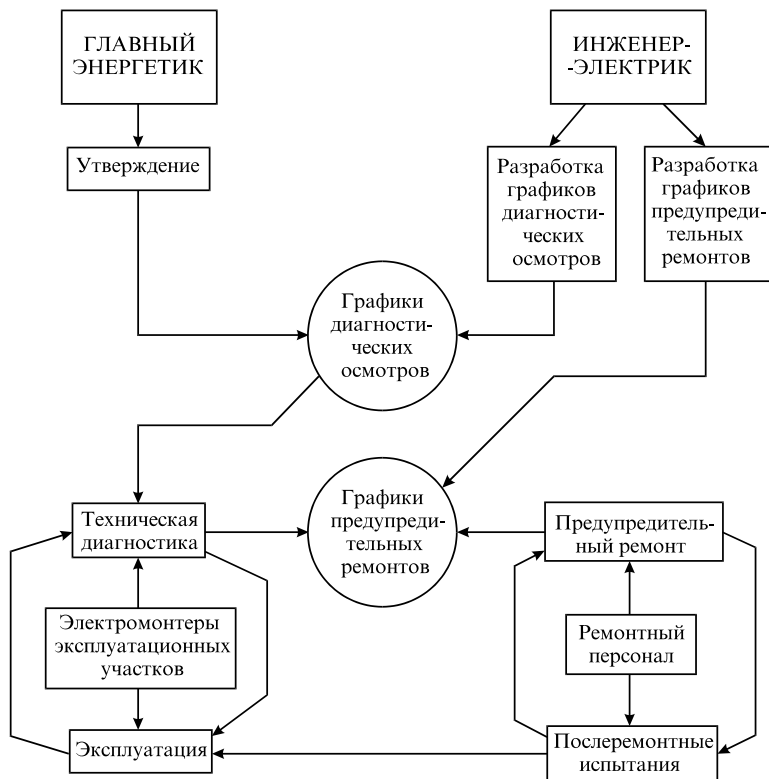 ГЛАВНЫЙ
ЭНЕРГЕТИК
ИНЖЕНЕР-
-ЭЛЕКТРИК
Утверждение
Разработка
графиков
диагности-
ческих
осмотров
Разработка
графиков
предупреди-
тельных
ремонтов
Графики
диагности-
ческих
осмотров
Техническая
диагностика
Графики
предупреди-
тельных
ремонтов
Предупредитель-
ный ремонт
Электромонтеры
эксплуатационных
участков
Ремонтный
персонал
Эксплуатация
Послеремонтные
испытания